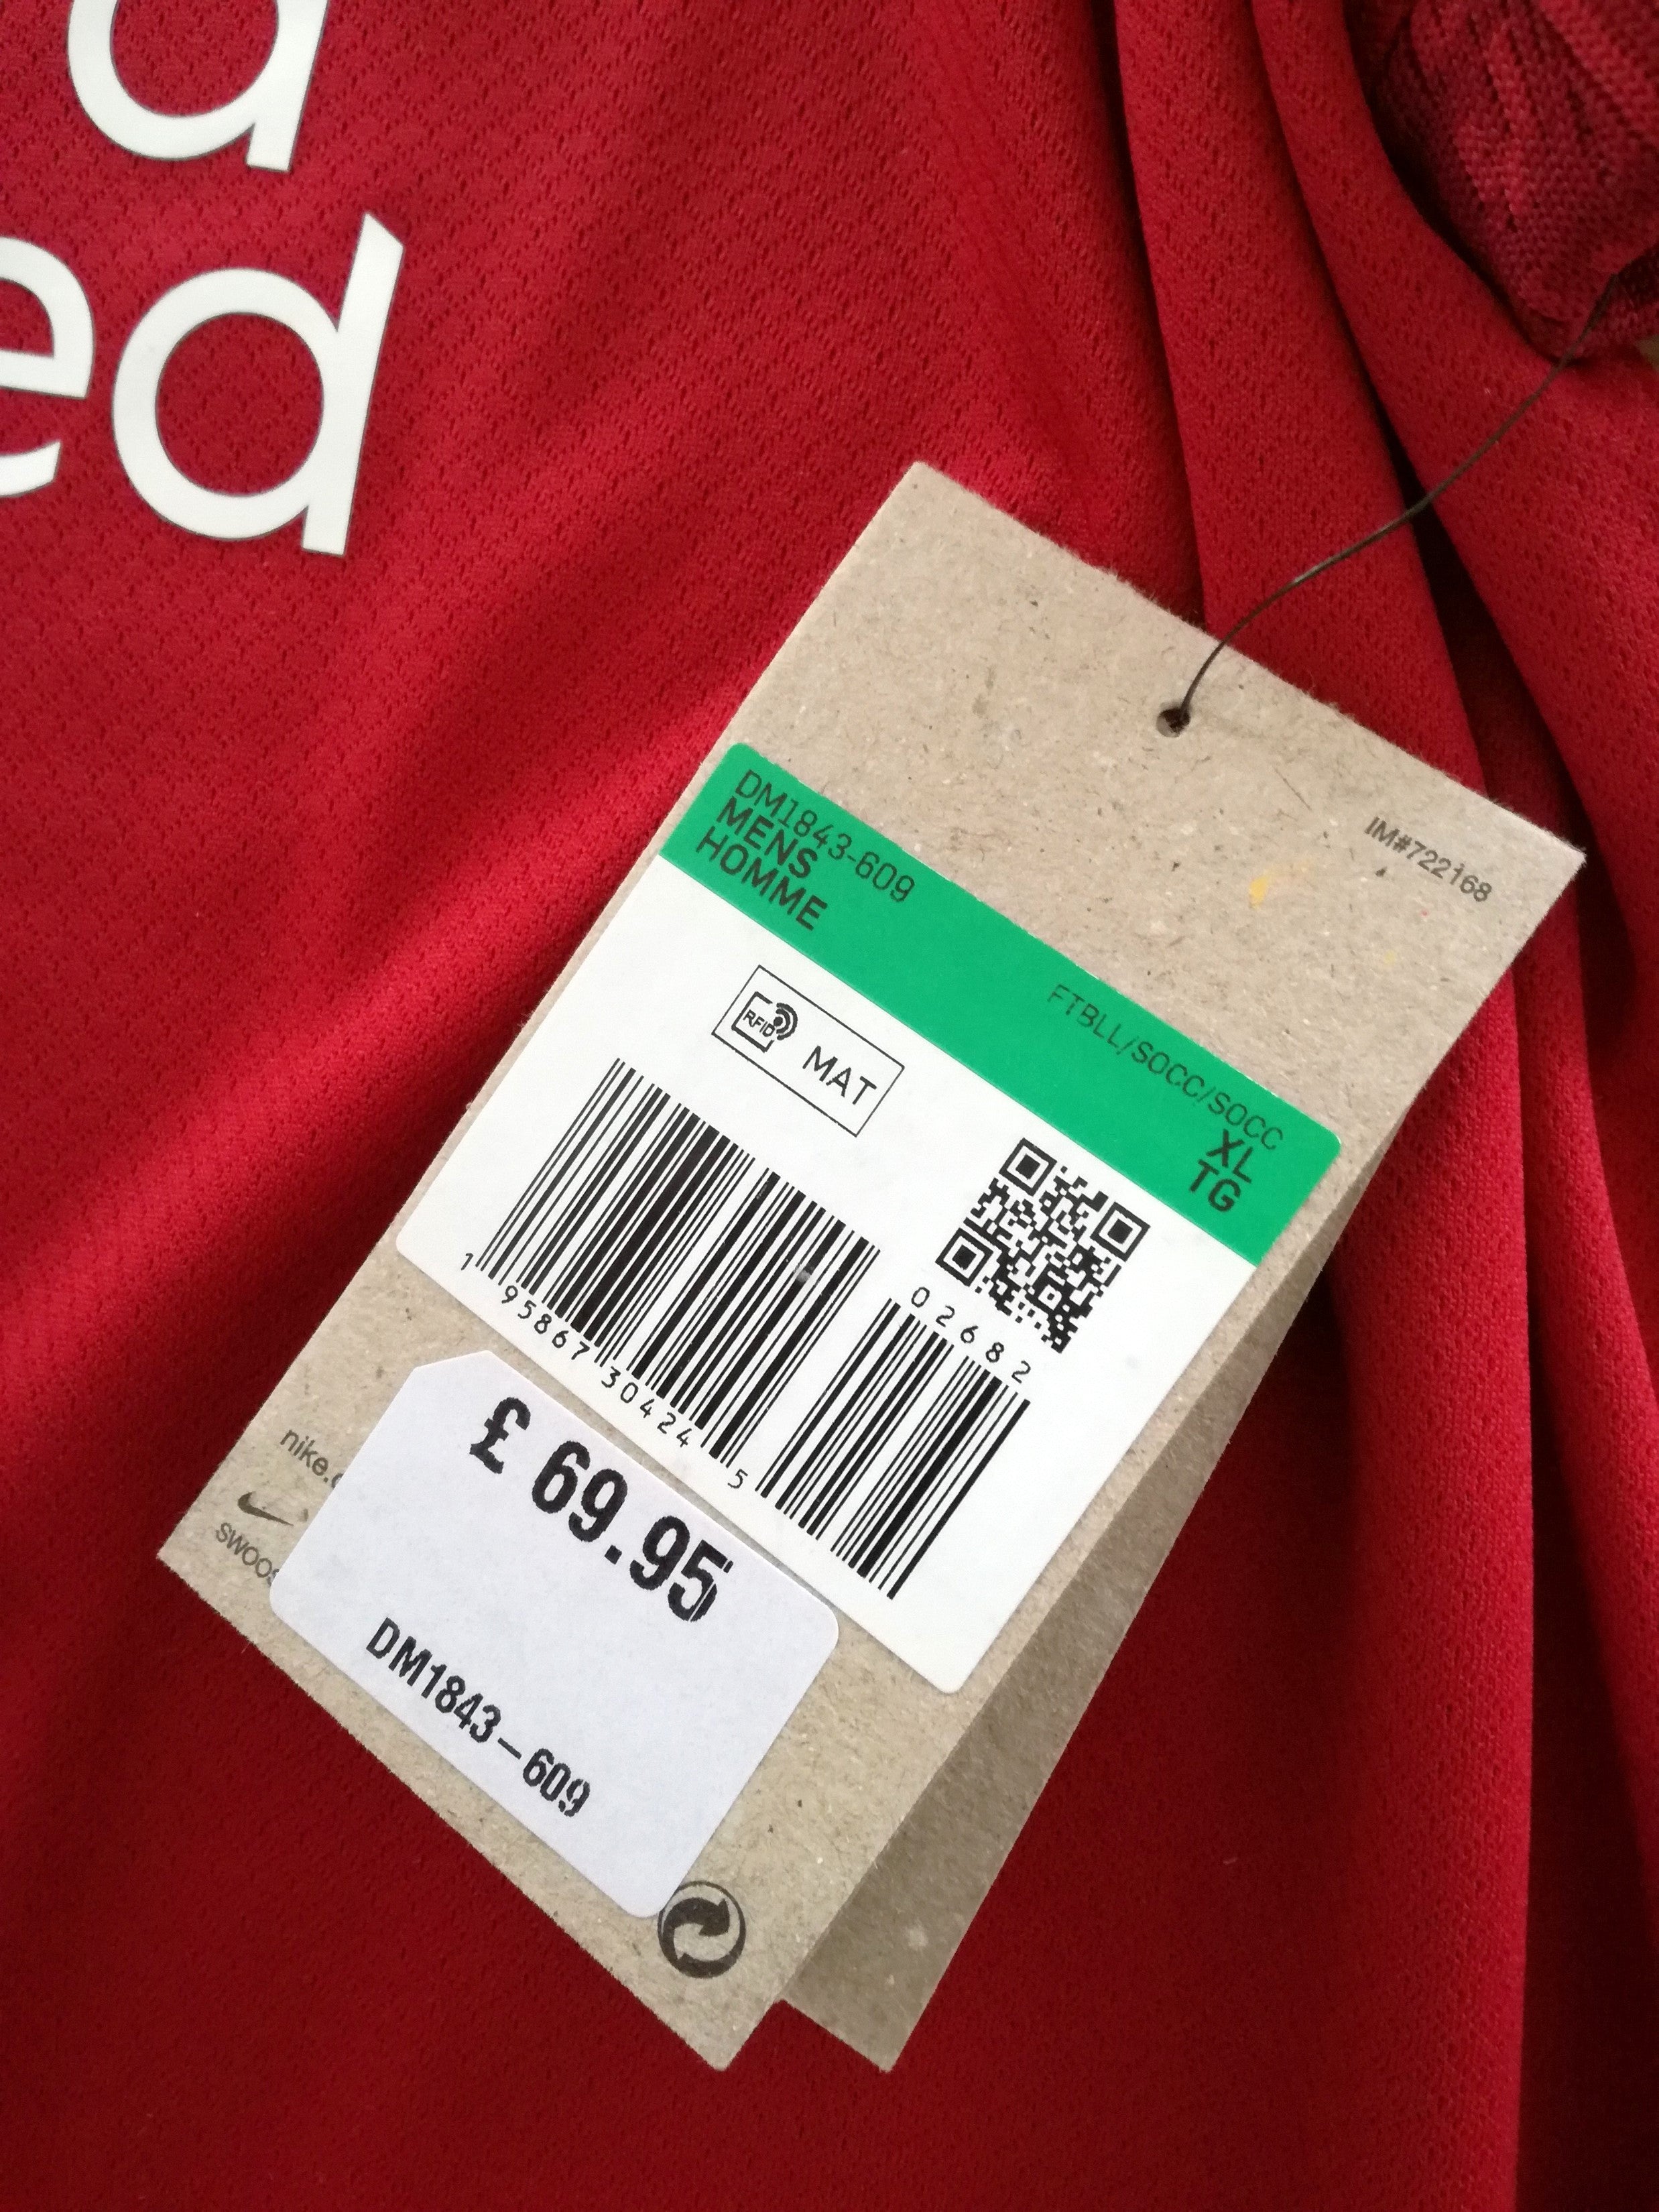 d
ed
IM#722168
DM1843-609
MENS
HOMME
FTBLL/SOCC/SOCC
XL
TG
RFID MAT
02682
1 95867 30424 5
nike.
£ 69.95
DM1843-609